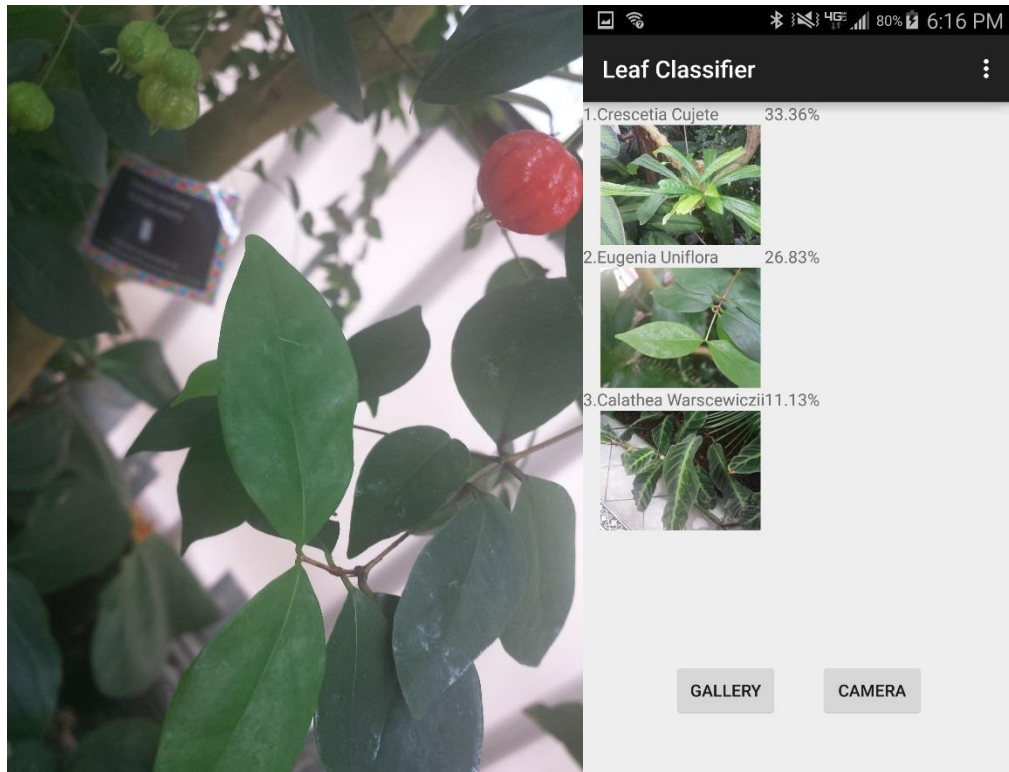 80% 6:16 PM
Leaf Classifier
1.Crescetia Cujete 33.36%
2.Eugenia Uniflora 26.83%
3.Calathea Warscewiczii11.13%
GALLERY CAMERA